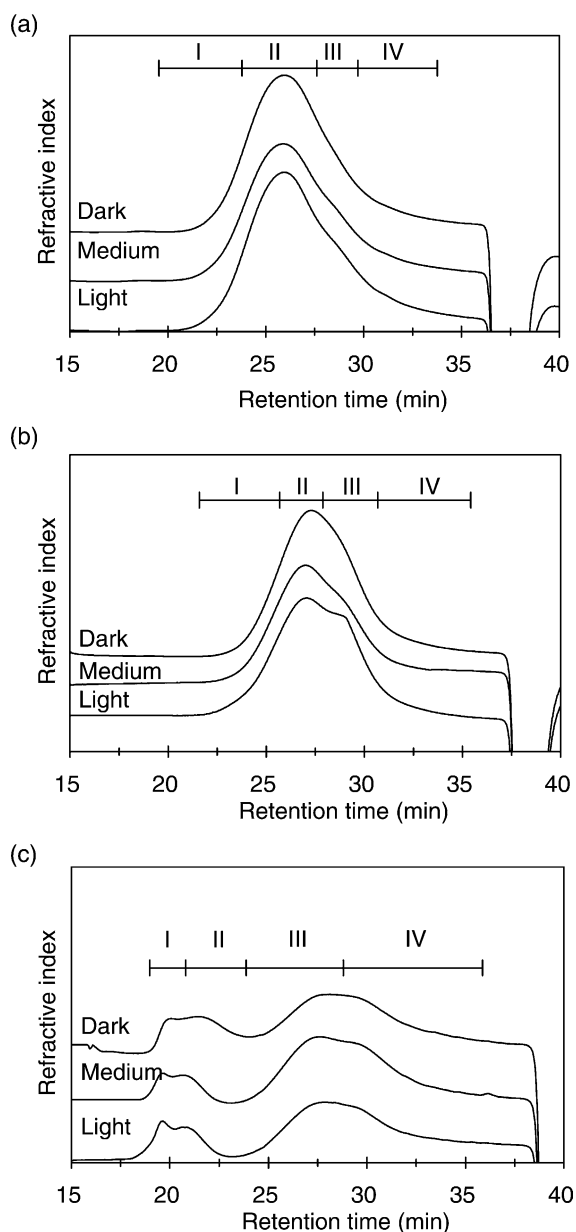 (a)
I II III IV
Refractive index
Dark
Medium
Light
15 20 25 30 35 40
Retention time (min)
(b)
I II III IV
Refractive index
Dark
Medium
Light
15 20 25 30 35 40
Retention time (min)
(c)
I II III IV
Refractive index
Dark
Medium
Light
15 20 25 30 35 40
Retention time (min)